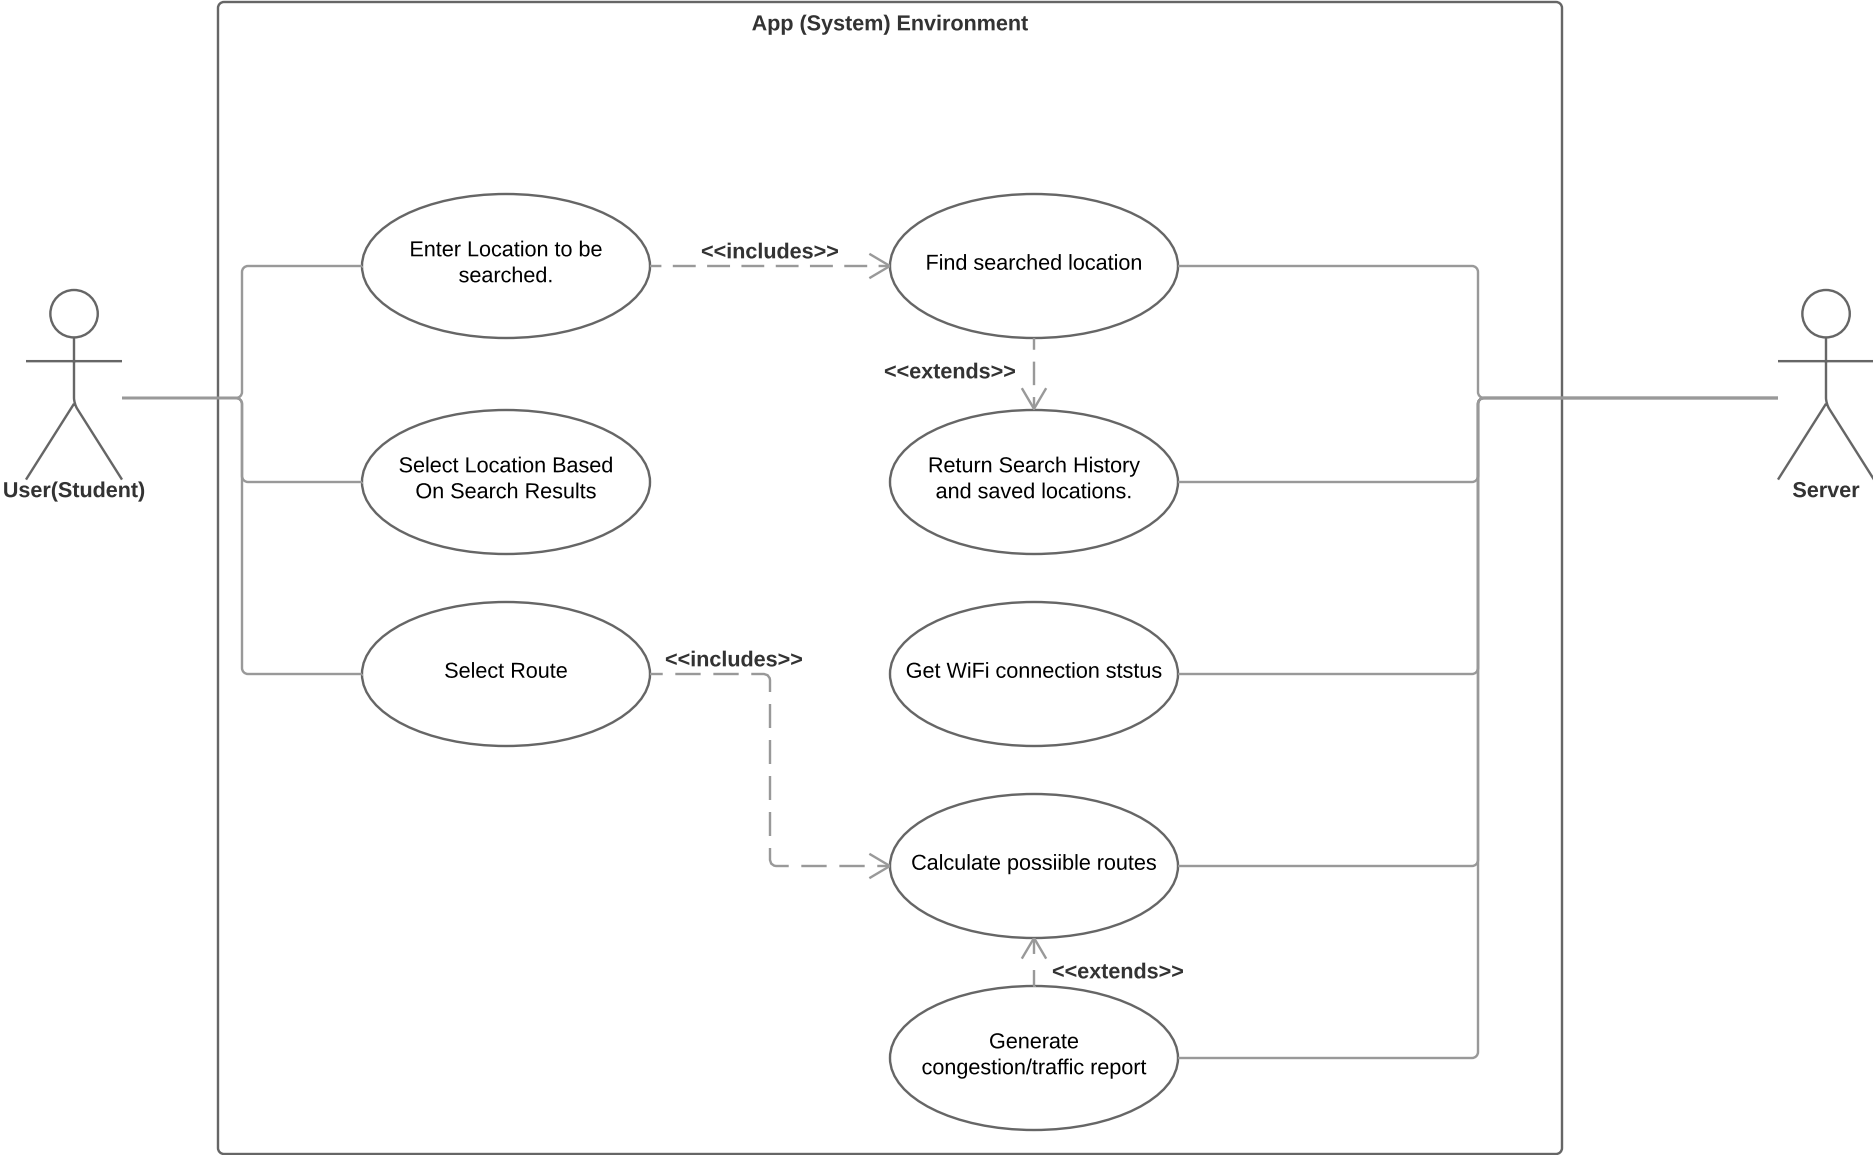 App (System) Environment
Enter Location to be
searched.
<<includes>>
Find searched location
<<extends>>
User(Student)
Select Location Based
On Search Results
Return Search History
and saved locations.
Server
Select Route
<<includes>>
Get WiFi connection ststus
Calculate possiible routes
<<extends>>
Generate
congestion/traffic report